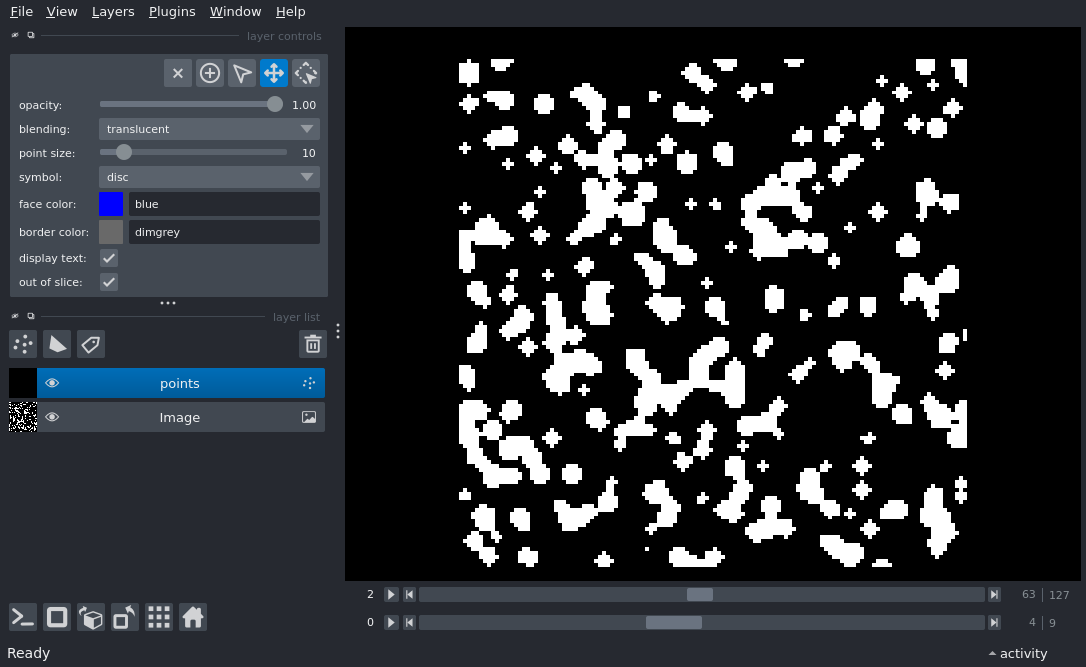 File View Layers Plugins Window Help
layer controls
opacity: 1.00
blending: translucent
point size: 10
symbol: disc
face color: blue
border color: dimgrey
display text:
out of slice:
layer list
points
Image
2 63 127
0 4 9
Ready activity